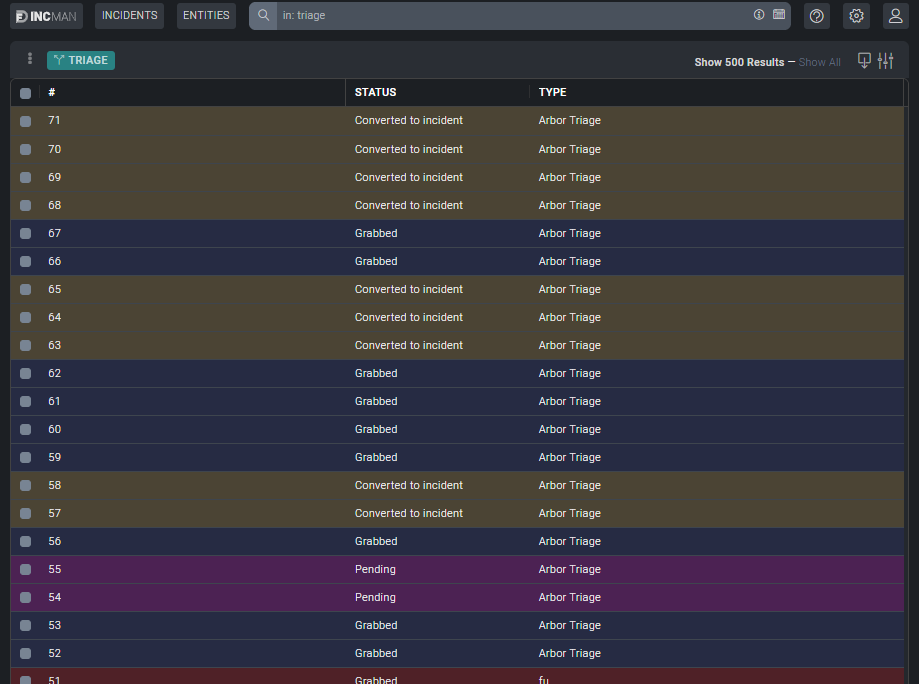 INCMAN INCIDENTS ENTITIES in: triage
TRIAGE Show 500 Results — Show All
# STATUS TYPE
71 Converted to incident Arbor Triage
70 Converted to incident Arbor Triage
69 Converted to incident Arbor Triage
68 Converted to incident Arbor Triage
67 Grabbed Arbor Triage
66 Grabbed Arbor Triage
65 Converted to incident Arbor Triage
64 Converted to incident Arbor Triage
63 Converted to incident Arbor Triage
62 Grabbed Arbor Triage
61 Grabbed Arbor Triage
60 Grabbed Arbor Triage
59 Grabbed Arbor Triage
58 Converted to incident Arbor Triage
57 Converted to incident Arbor Triage
56 Grabbed Arbor Triage
55 Pending Arbor Triage
54 Pending Arbor Triage
53 Grabbed Arbor Triage
52 Grabbed Arbor Triage
51 Grabbed fu